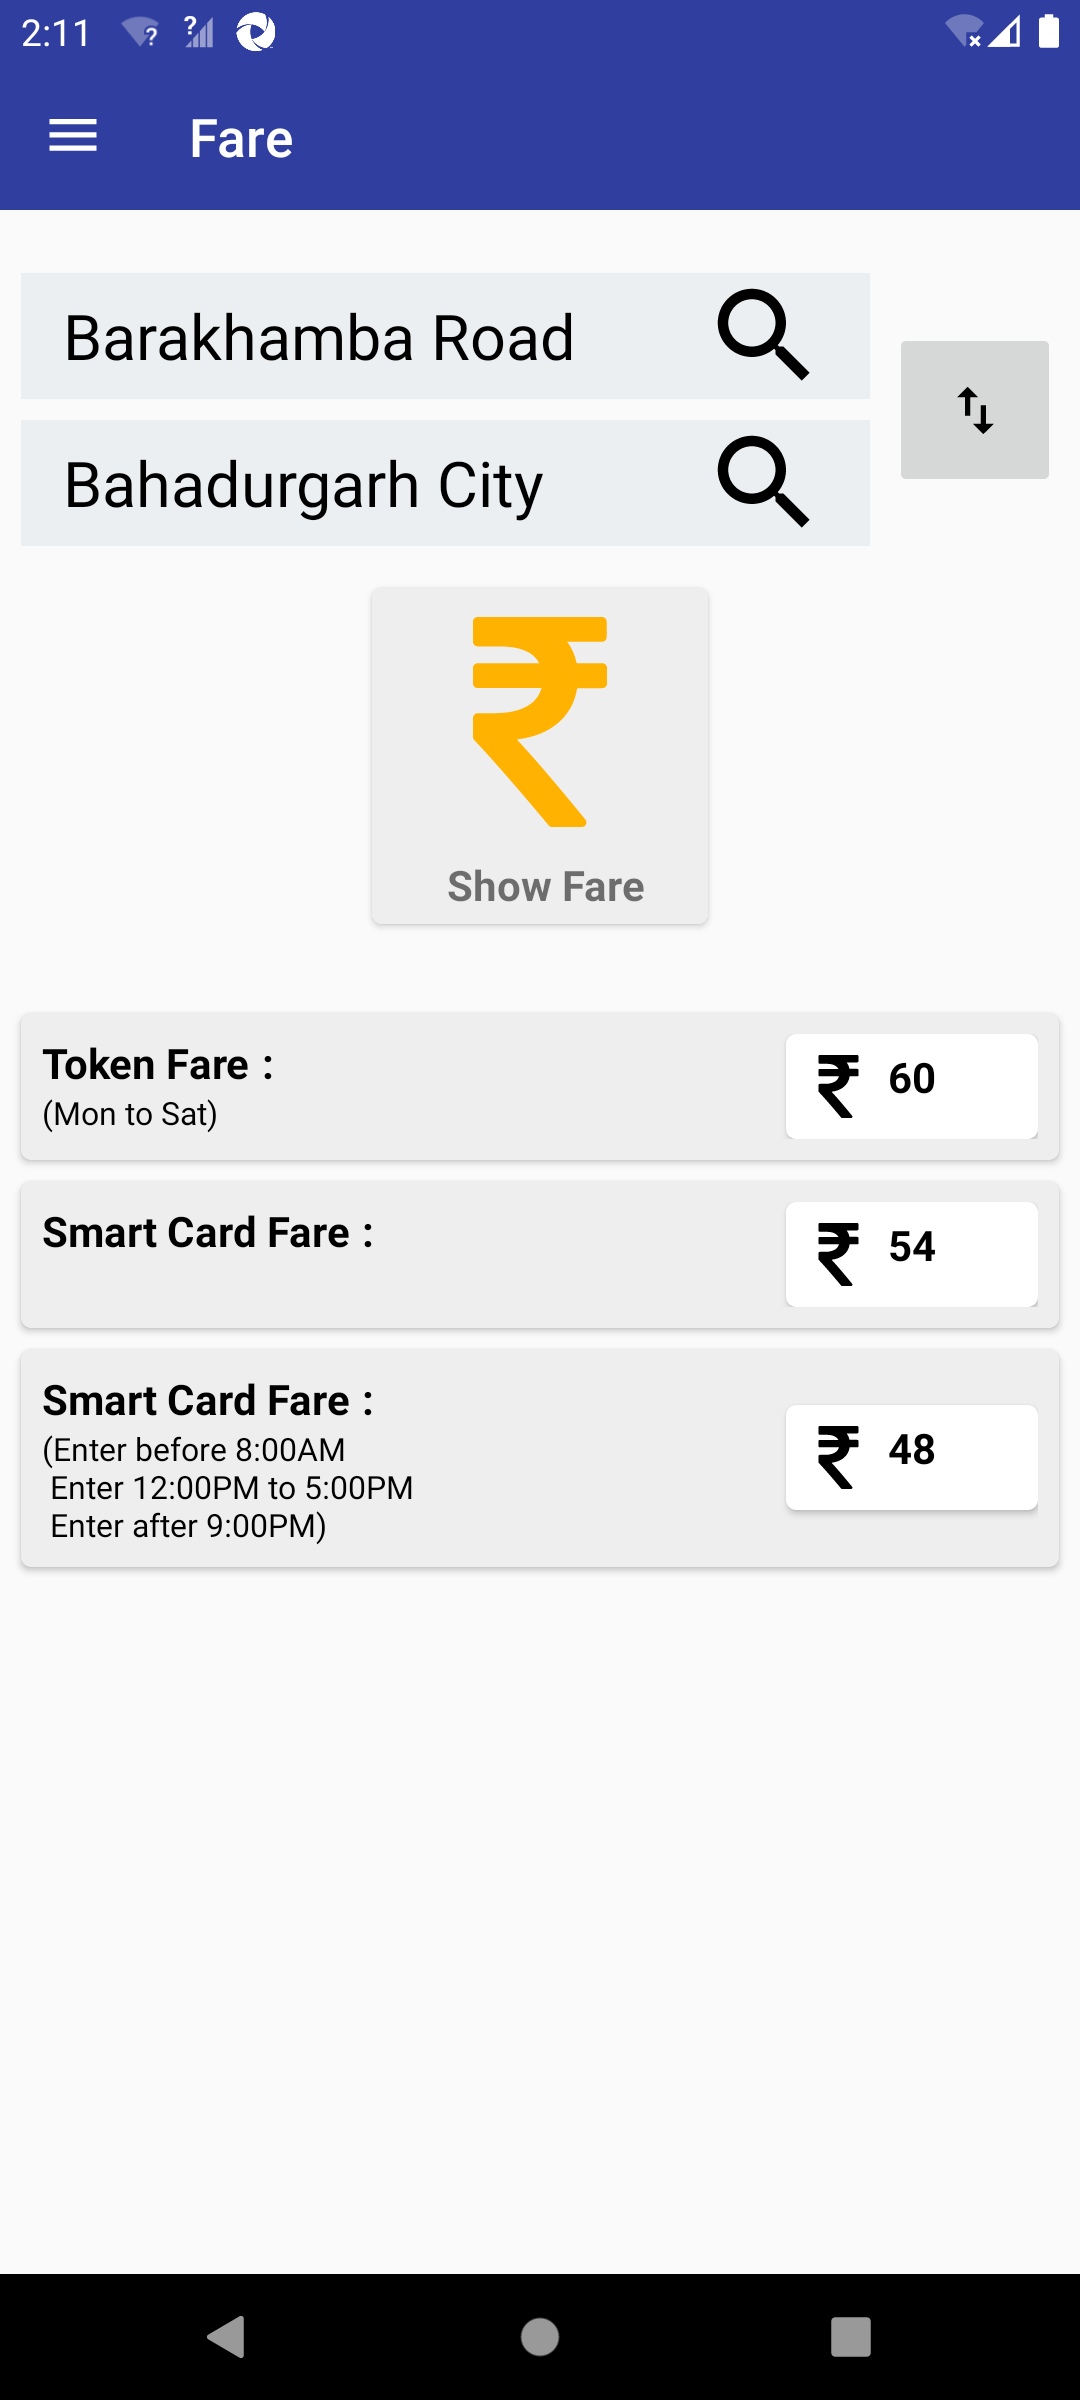 2:11
Fare
Barakhamba Road
Bahadurgarh City
₹
Show Fare
Token Fare :
(Mon to Sat)
₹ 60
Smart Card Fare :
₹ 54
Smart Card Fare :
(Enter before 8:00AM
Enter 12:00PM to 5:00PM
Enter after 9:00PM)
₹ 48